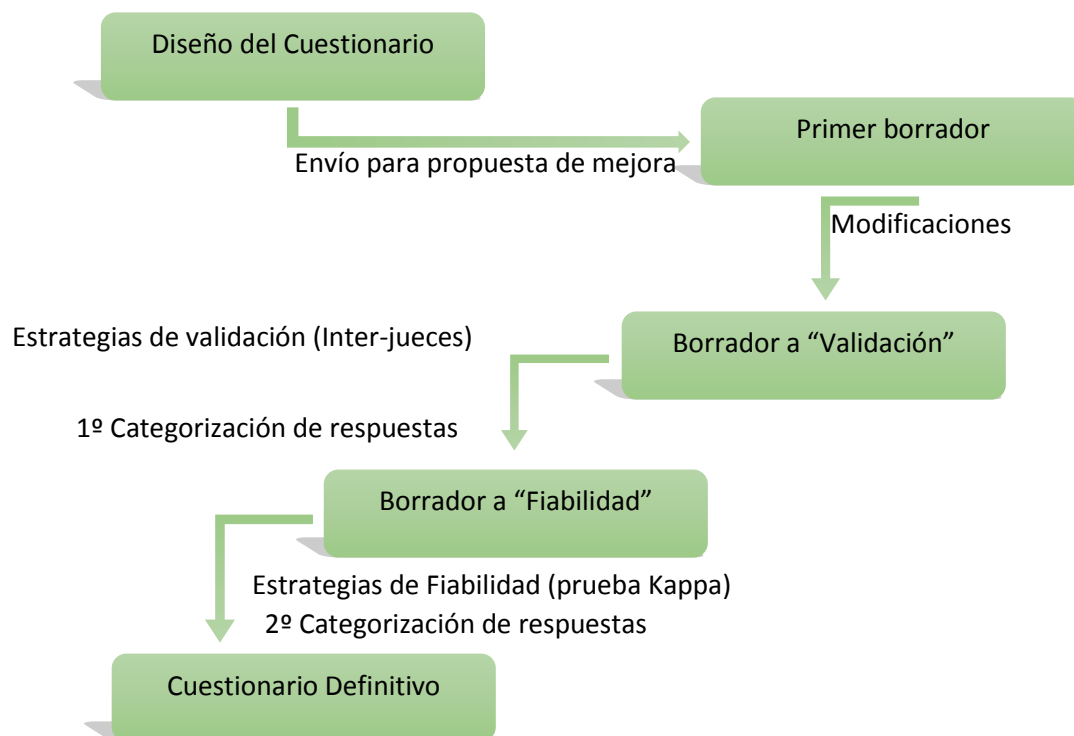 Diseño del Cuestionario
Primer borrador
Envío para propuesta de mejora
Modificaciones
Estrategias de validación (Inter-jueces)
Borrador a “Validación”
1º Categorización de respuestas
Borrador a “Fiabilidad”
Estrategias de Fiabilidad (prueba Kappa)
2º Categorización de respuestas
Cuestionario Definitivo